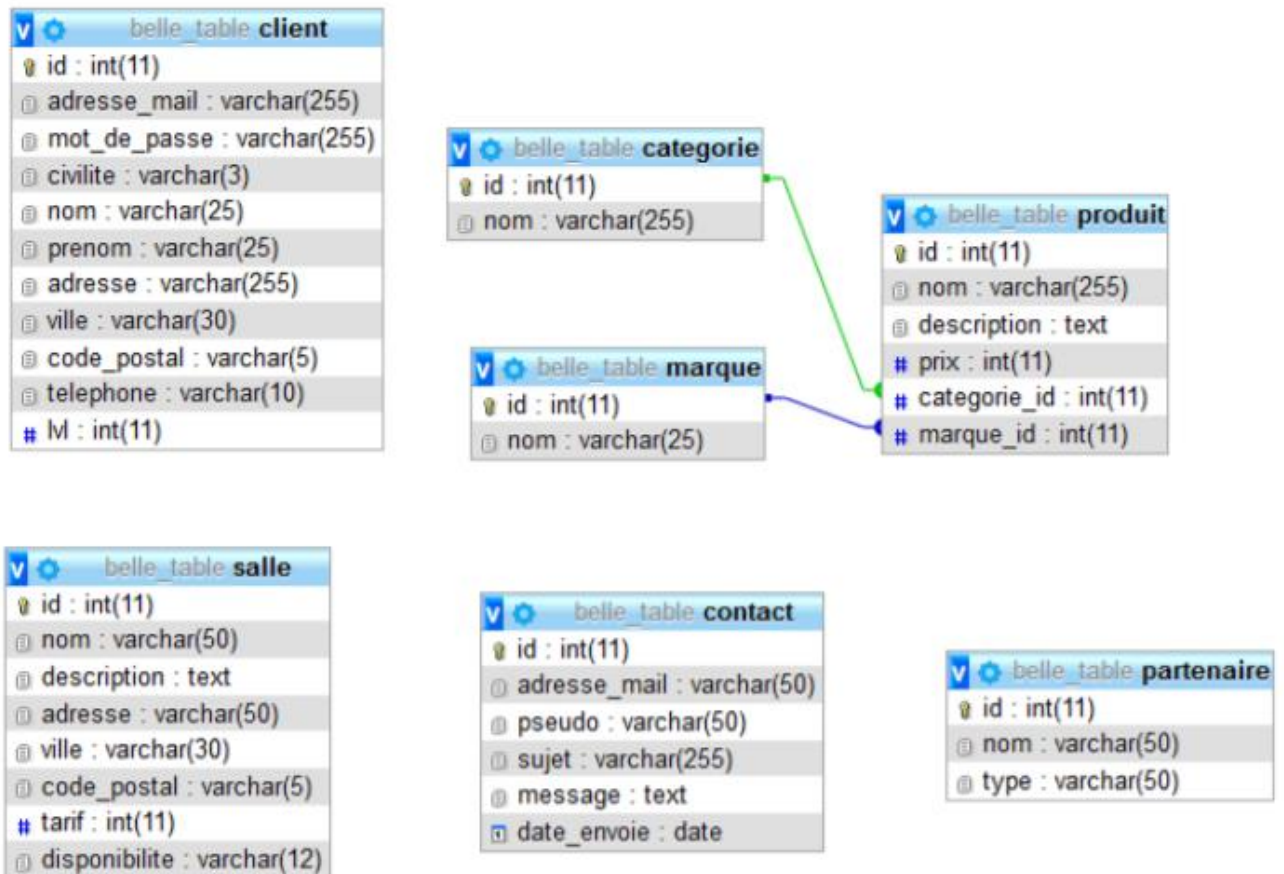 belle_table client
id : int(11)
adresse_mail : varchar(255)
mot_de_passe : varchar(255)
civilite : varchar(3)
nom : varchar(25)
prenom : varchar(25)
adresse : varchar(255)
ville : varchar(30)
code_postal : varchar(5)
telephone : varchar(10)
# lvl : int(11)
belle_table categorie
id : int(11)
nom : varchar(255)
belle_table marque
id : int(11)
nom : varchar(25)
belle_table produit
id : int(11)
nom : varchar(255)
description : text
# prix : int(11)
# categorie_id : int(11)
# marque_id : int(11)
belle_table salle
id : int(11)
nom : varchar(50)
description : text
adresse : varchar(50)
ville : varchar(30)
code_postal : varchar(5)
# tarif : int(11)
disponibilite : varchar(12)
belle_table contact
id : int(11)
adresse_mail : varchar(50)
pseudo : varchar(50)
sujet : varchar(255)
message : text
date_envoie : date
belle_table partenaire
id : int(11)
nom : varchar(50)
type : varchar(50)